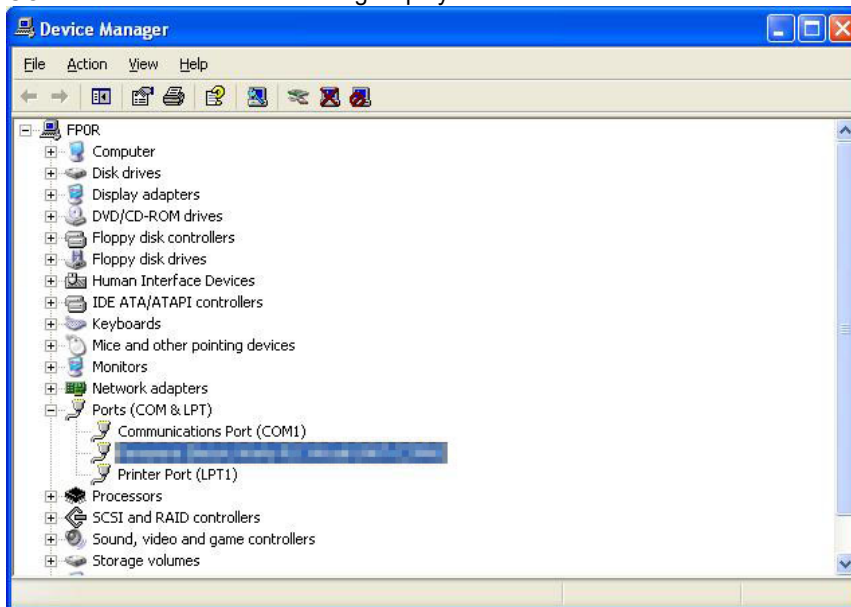 Device Manager
File Action View Help
FP0R
Computer
Disk drives
Display adapters
DVD/CD-ROM drives
Floppy disk controllers
Floppy disk drives
Human Interface Devices
IDE ATA/ATAPI controllers
Keyboards
Mice and other pointing devices
Monitors
Network adapters
Ports (COM & LPT)
Communications Port (COM1)
Printer Port (LPT1)
Processors
SCSI and RAID controllers
Sound, video and game controllers
Storage volumes